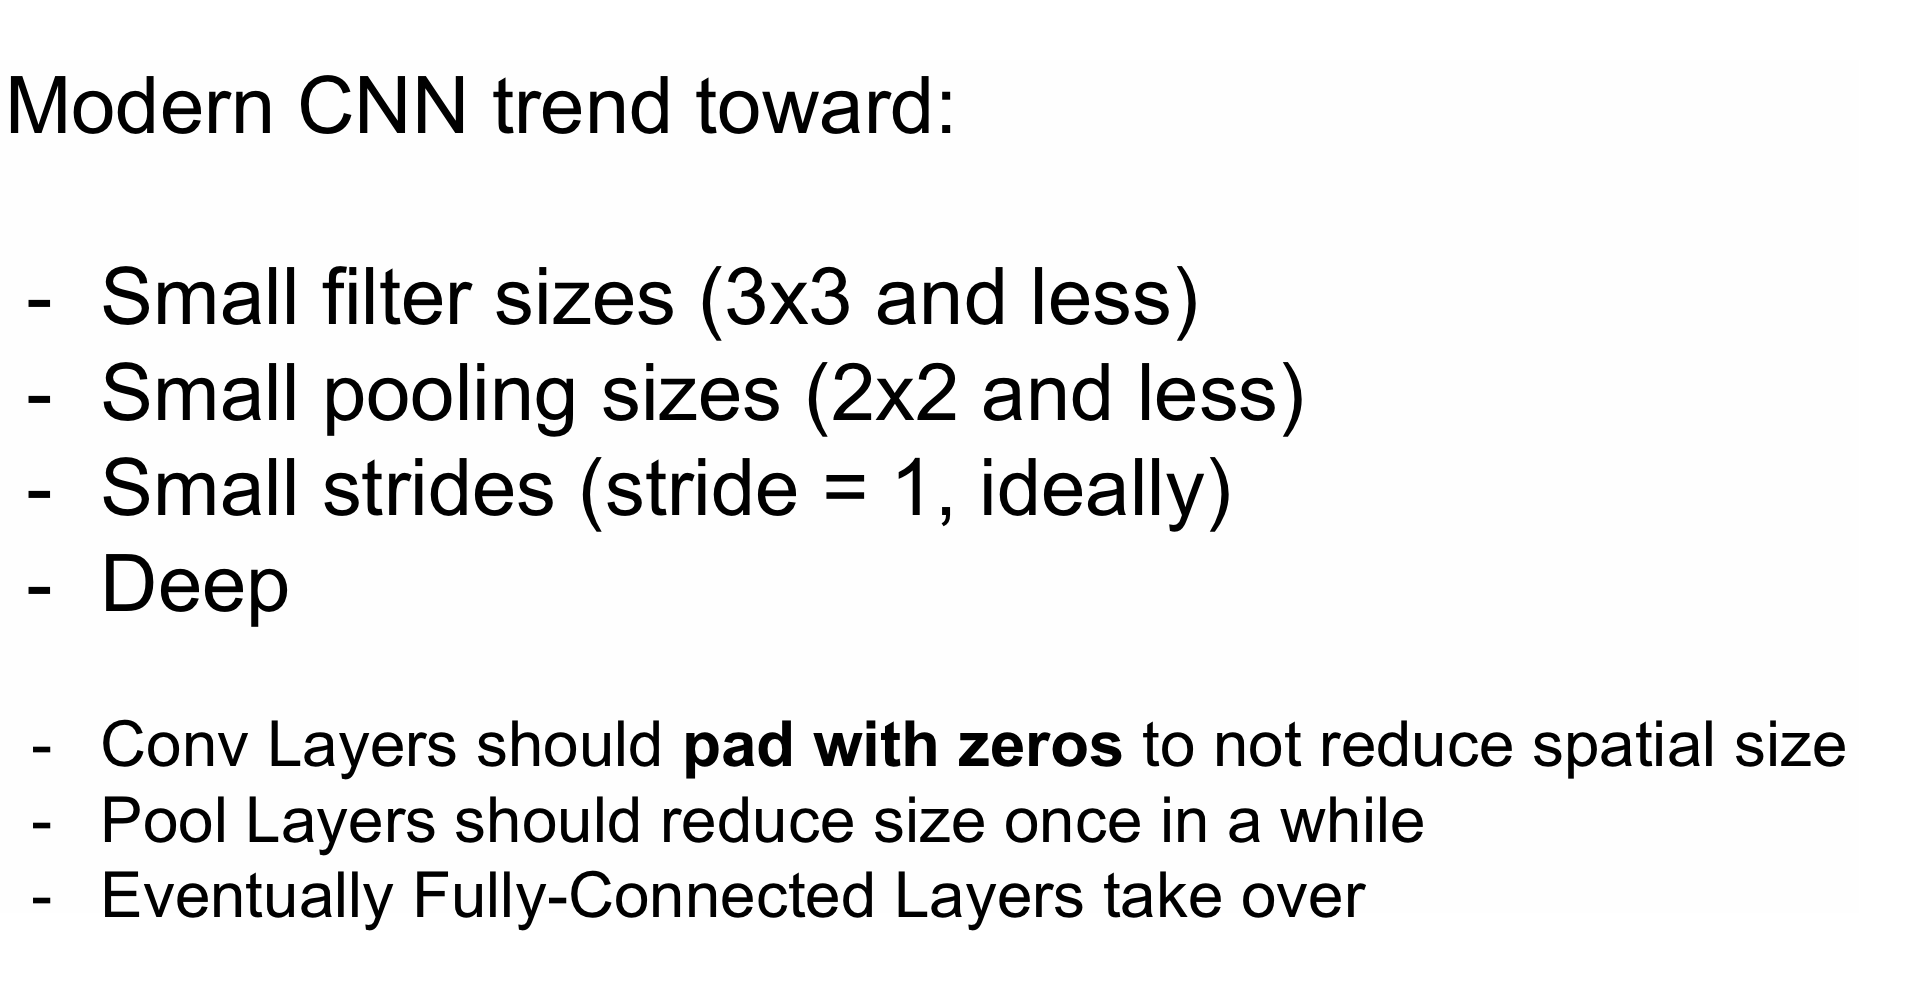 Modern CNN trend toward:
- Small filter sizes (3x3 and less)
- Small pooling sizes (2x2 and less)
- Small strides (stride = 1, ideally)
- Deep
- Conv Layers should pad with zeros to not reduce spatial size
- Pool Layers should reduce size once in a while
- Eventually Fully-Connected Layers take over